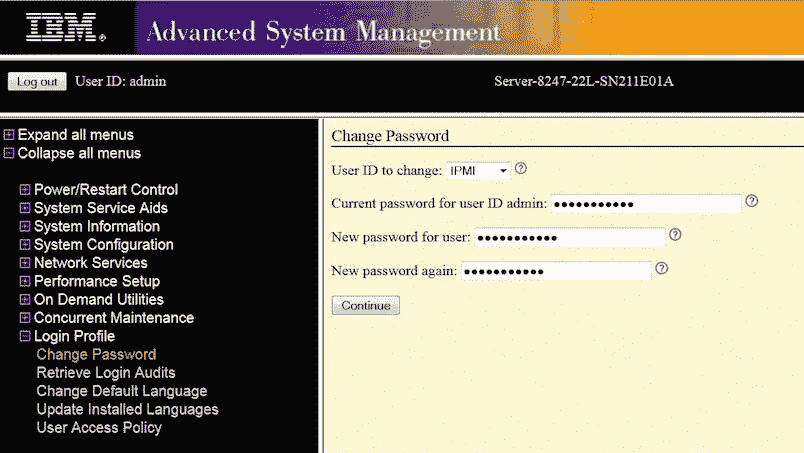 IBM®
Advanced System Management
Log out User ID: admin
Server-8247-22L-SN211E01A
Expand all menus
Collapse all menus
Power/Restart Control
System Service Aids
System Information
System Configuration
Network Services
Performance Setup
On Demand Utilities
Concurrent Maintenance
Login Profile
Change Password
Retrieve Login Audits
Change Default Language
Update Installed Languages
User Access Policy
Change Password
User ID to change: IPMI ?
Current password for user ID admin: ●●●●●●●●●●● ?
New password for user: ●●●●●●●●●●● ?
New password again: ●●●●●●●●●●● ?
Continue